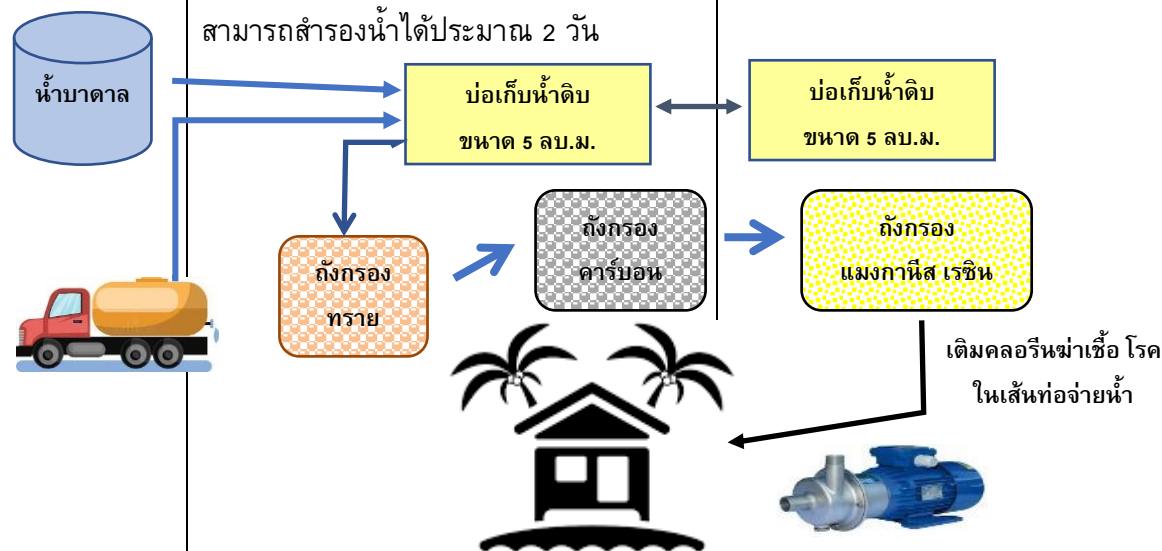 สามารถสำรองน้ำได้ประมาณ 2 วัน
น้ำบาดาล
บ่อเก็บน้ำดิบ
ขนาด 5 ลบ.ม.
บ่อเก็บน้ำดิบ
ขนาด 5 ลบ.ม.
ถังกรอง
ทราย
ถังกรอง
คาร์บอน
ถังกรอง
แมงกานีส เรซิน
เติมคลอรีนฆ่าเชื้อโรค
ในเส้นท่อจ่ายน้ำ